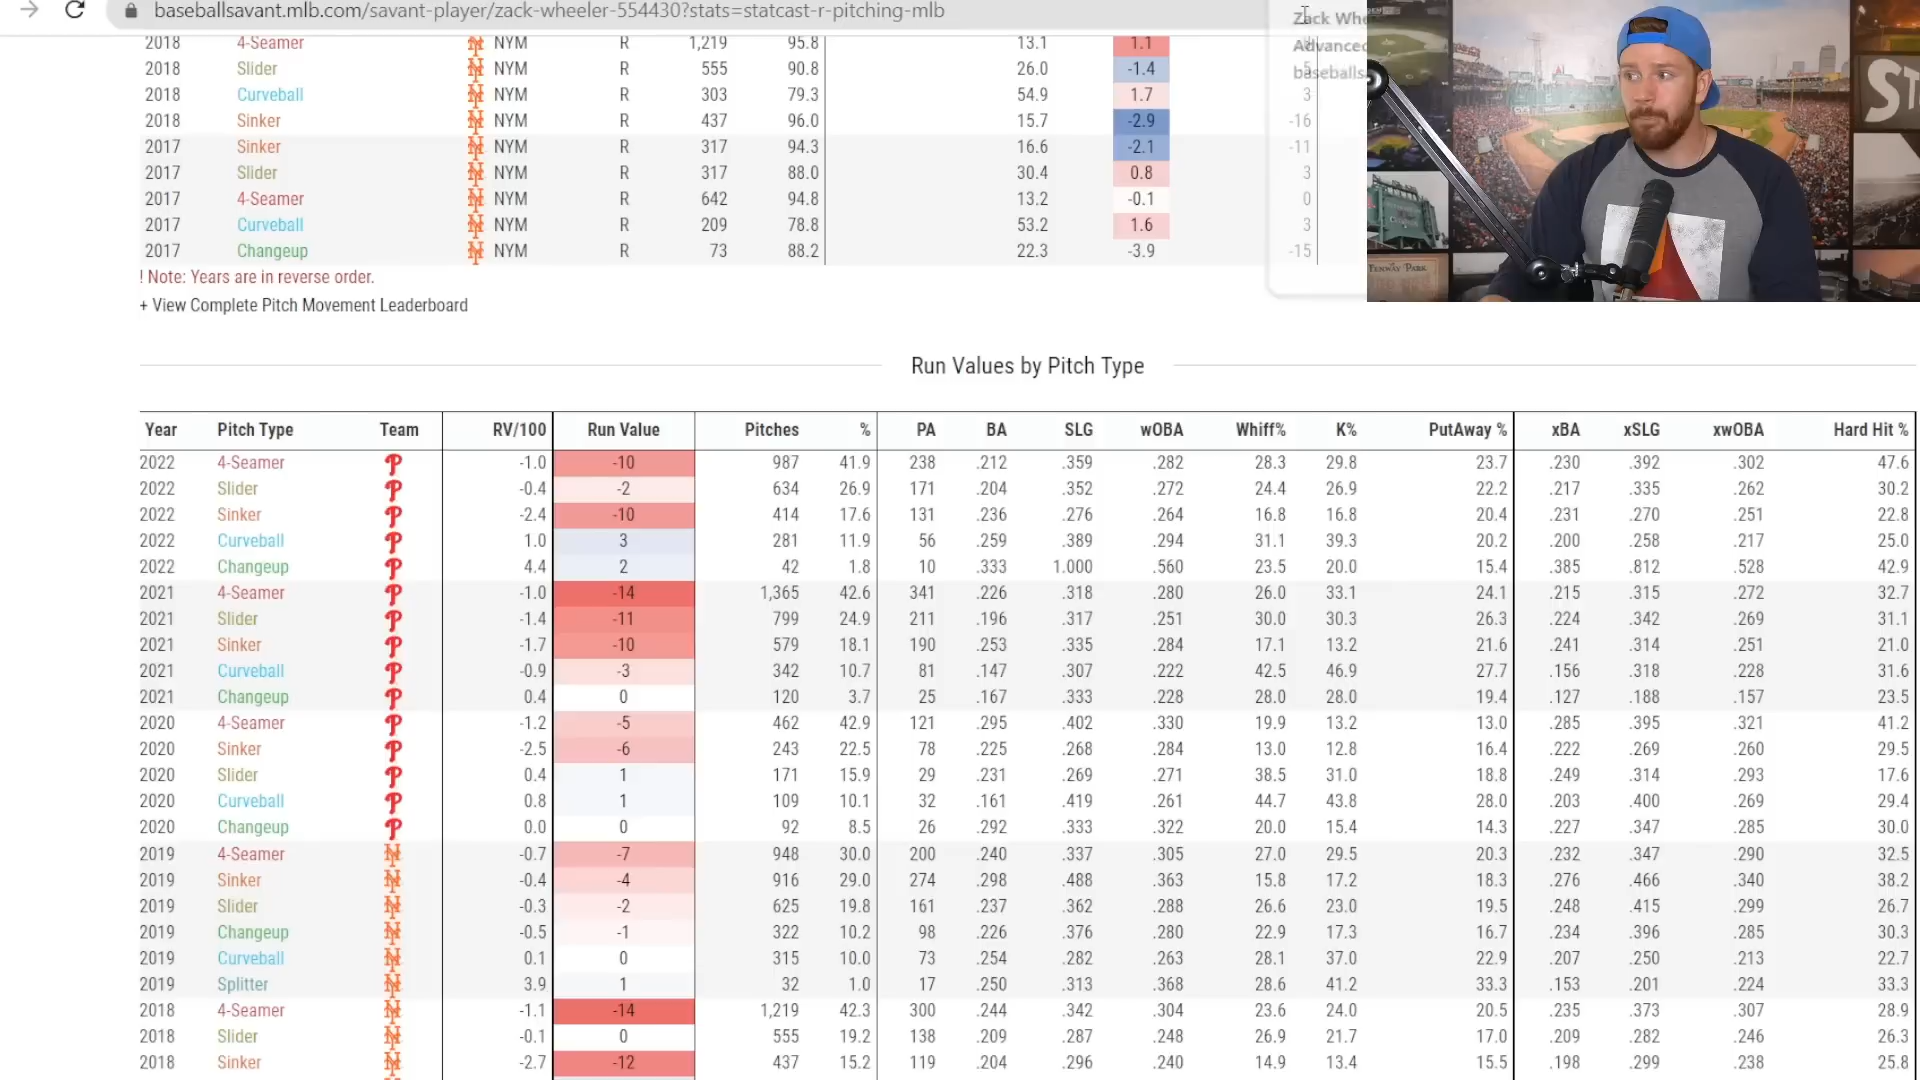 baseballsavant.mlb.com/savant-player/zack-wheeler-554430?stats=statcast-r-pitching-mlb
Zack Whe
Advanced
baseballs
2018 4-Seamer NYM R 1,219 95.8 13.1 1.1
2018 Slider NYM R 555 90.8 26.0 -1.4 5
2018 Curveball NYM R 303 79.3 54.9 1.7 3
2018 Sinker NYM R 437 96.0 15.7 -2.9 -16
2017 Sinker NYM R 317 94.3 16.6 -2.1 -11
2017 Slider NYM R 317 88.0 30.4 0.8 3
2017 4-Seamer NYM R 642 94.8 13.2 -0.1 0
2017 Curveball NYM R 209 78.8 53.2 1.6 3
2017 Changeup NYM R 73 88.2 22.3 -3.9 -15
! Note: Years are in reverse order.
+ View Complete Pitch Movement Leaderboard
FENWAY PARK
ST
Run Values by Pitch Type
Year Pitch Type Team RV/100 Run Value Pitches % PA BA SLG wOBA Whiff% K% PutAway % xBA xSLG xwOBA Hard Hit %
2022 4-Seamer P -1.0 -10 987 41.9 238 .212 .359 .282 28.3 29.8 23.7 .230 .392 .302 47.6
2022 Slider P -0.4 -2 634 26.9 171 .204 .352 .272 24.4 26.9 22.2 .217 .335 .262 30.2
2022 Sinker P -2.4 -10 414 17.6 131 .236 .276 .264 16.8 16.8 20.4 .231 .270 .251 22.8
2022 Curveball P 1.0 3 281 11.9 56 .259 .389 .294 31.1 39.3 20.2 .200 .258 .217 25.0
2022 Changeup P 4.4 2 42 1.8 10 .333 1.000 .560 23.5 20.0 15.4 .385 .812 .528 42.9
2021 4-Seamer P -1.0 -14 1,365 42.6 341 .226 .318 .280 26.0 33.1 24.1 .215 .315 .272 32.7
2021 Slider P -1.4 -11 799 24.9 211 .196 .317 .251 30.0 30.3 26.3 .224 .342 .269 31.1
2021 Sinker P -1.7 -10 579 18.1 190 .253 .335 .284 17.1 13.2 21.6 .241 .314 .251 21.0
2021 Curveball P -0.9 -3 342 10.7 81 .147 .307 .222 42.5 46.9 27.7 .156 .318 .228 31.6
2021 Changeup P 0.4 0 120 3.7 25 .167 .333 .228 28.0 28.0 19.4 .127 .188 .157 23.5
2020 4-Seamer P -1.2 -5 462 42.9 121 .295 .402 .330 19.9 13.2 13.0 .285 .395 .321 41.2
2020 Sinker P -2.5 -6 243 22.5 78 .225 .268 .284 13.0 12.8 16.4 .222 .269 .260 29.5
2020 Slider P 0.4 1 171 15.9 29 .231 .269 .271 38.5 31.0 18.8 .249 .314 .293 17.6
2020 Curveball P 0.8 1 109 10.1 32 .161 .419 .261 44.7 43.8 28.0 .203 .400 .269 29.4
2020 Changeup P 0.0 0 92 8.5 26 .292 .333 .322 20.0 15.4 14.3 .227 .347 .285 30.0
2019 4-Seamer NY -0.7 -7 948 30.0 200 .240 .337 .305 27.0 29.5 20.3 .232 .347 .290 32.5
2019 Sinker NY -0.4 -4 916 29.0 274 .298 .488 .363 15.8 17.2 18.3 .276 .466 .340 38.2
2019 Slider NY -0.3 -2 625 19.8 161 .237 .362 .288 26.6 23.0 19.5 .248 .415 .299 26.7
2019 Changeup NY -0.5 -1 322 10.2 98 .226 .376 .280 22.9 17.3 16.7 .234 .396 .285 30.3
2019 Curveball NY 0.1 0 315 10.0 73 .254 .282 .263 28.1 37.0 22.9 .207 .250 .213 22.7
2019 Splitter NY 3.9 1 32 1.0 17 .250 .313 .368 28.6 41.2 33.3 .153 .201 .224 33.3
2018 4-Seamer NY -1.1 -14 1,219 42.3 300 .244 .342 .304 23.6 24.0 20.5 .235 .373 .307 28.9
2018 Slider NY -0.1 0 555 19.2 138 .209 .287 .248 26.9 21.7 17.0 .209 .282 .246 26.3
2018 Sinker NY -2.7 -12 437 15.2 119 .204 .296 .240 14.9 13.4 15.5 .198 .299 .238 25.8